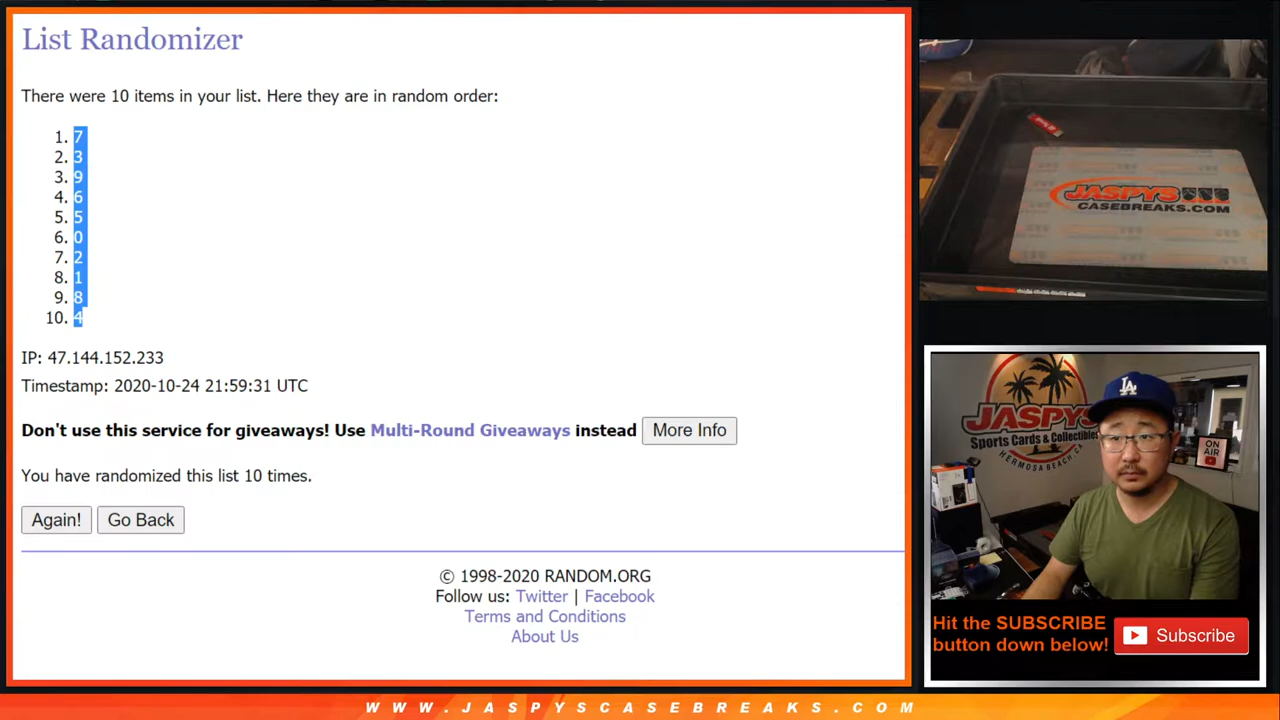 List Randomizer
There were 10 items in your list. Here they are in random order:
1. 7
2. 3
3. 9
4. 6
5. 5
6. 0
7. 2
8. 1
9. 8
10. 4
IP: 47.144.152.233
Timestamp: 2020-10-24 21:59:31 UTC
Don't use this service for giveaways! Use Multi-Round Giveaways instead More Info
You have randomized this list 10 times.
Again! Go Back
© 1998-2020 RANDOM.ORG
Follow us: Twitter | Facebook
Terms and Conditions
About Us
JASPYS
CASEBREAKS.COM
JASPYS
Sports Cards & Collectibles
HERMOSA BEACH, CA
LA
ON
AIR
Hit the SUBSCRIBE
button down below!
Subscribe
WWW.JASPYSCASEBREAKS.COM